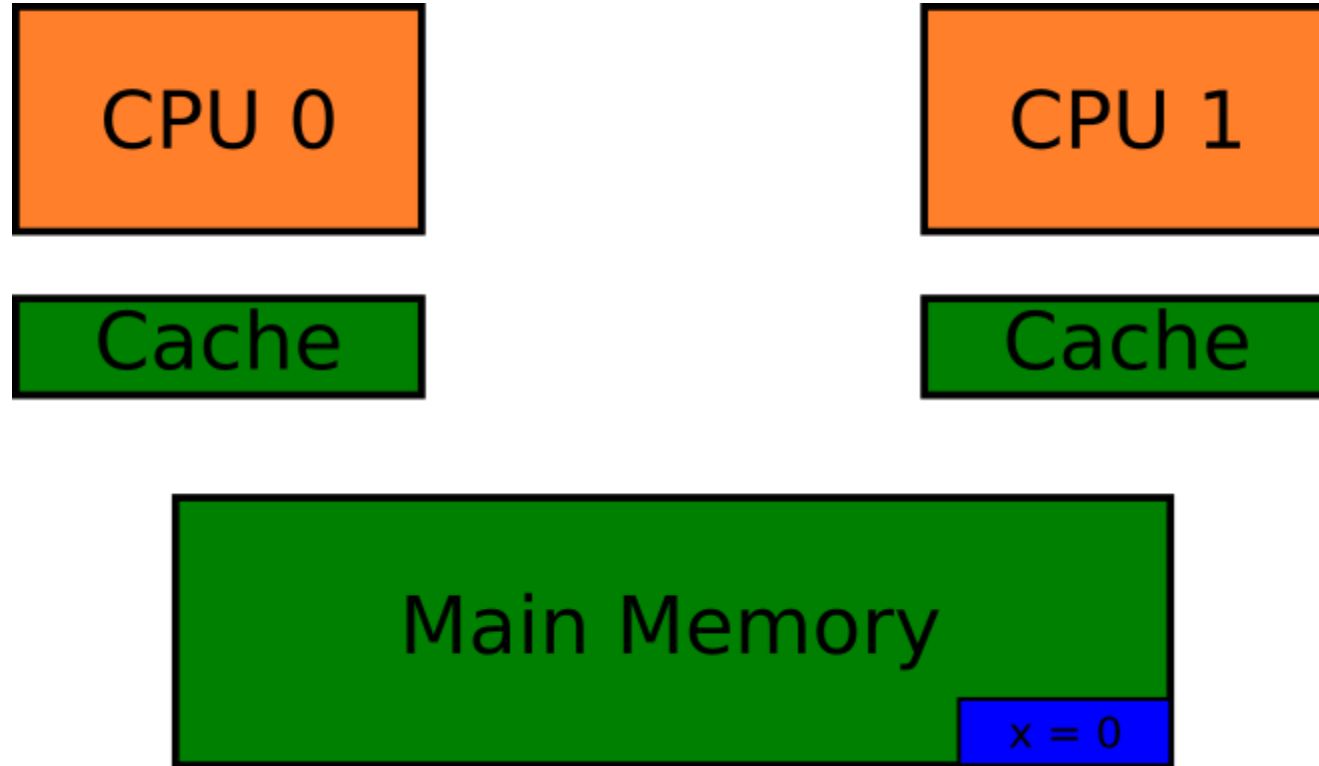 CPU 0
CPU 1
Cache
Cache
Main Memory
x = 0